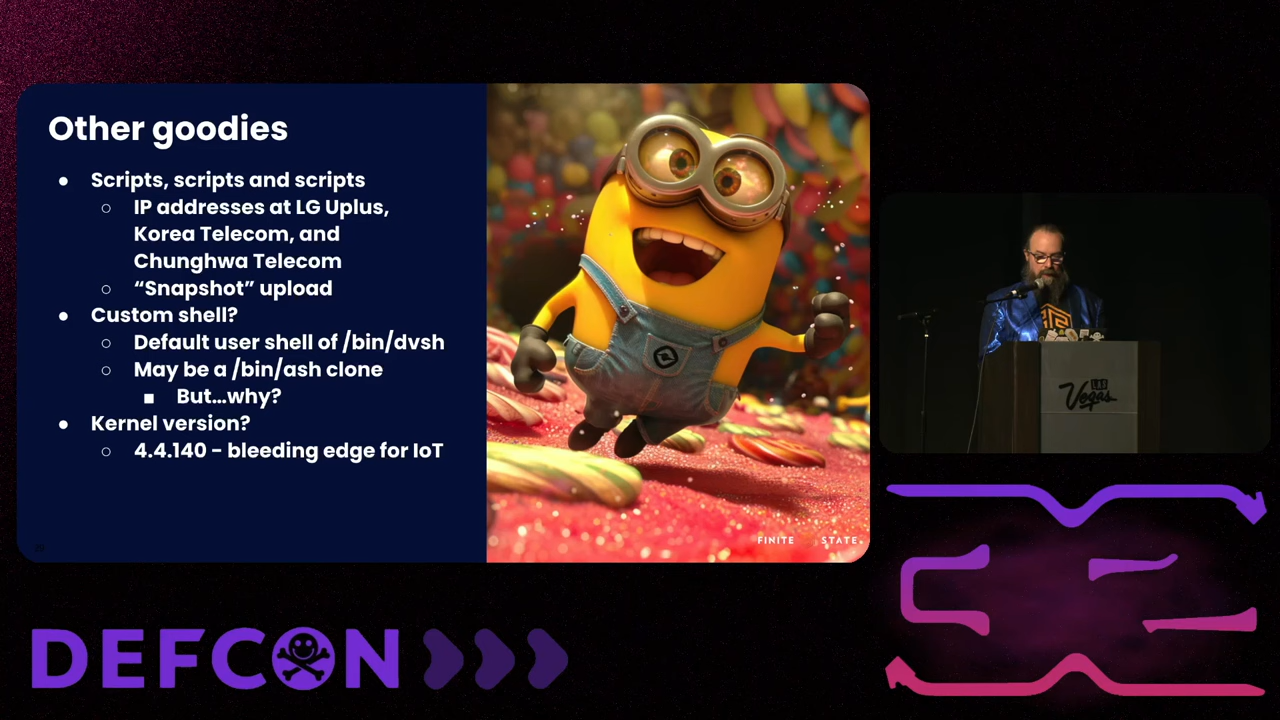 Other goodies
● Scripts, scripts and scripts
○ IP addresses at LG Uplus,
Korea Telecom, and
Chunghwa Telecom
○ “Snapshot” upload
● Custom shell?
○ Default user shell of /bin/dvsh
○ May be a /bin/ash clone
■ But...why?
● Kernel version?
○ 4.4.140 - bleeding edge for IoT
FINITE STATE
LAS
Vegas
DEFCON